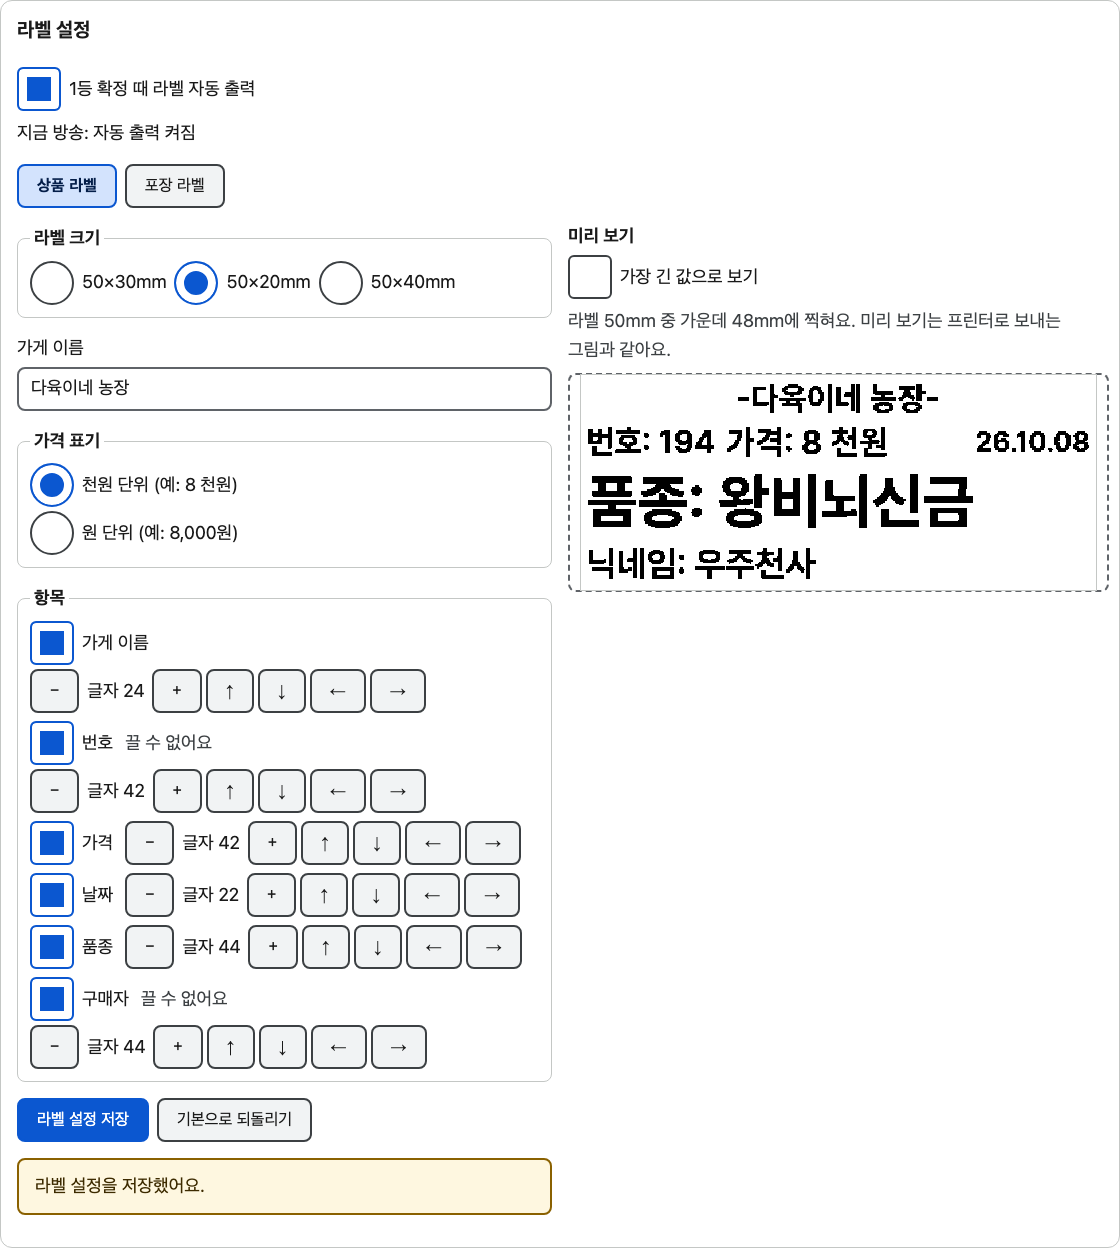 라벨 설정
1등 확정 때 라벨 자동 출력
지금 방송: 자동 출력 켜짐
상품 라벨
포장 라벨
라벨 크기
50×30mm
50×20mm
50×40mm
가게 이름
다육이네 농장
가격 표기
천원 단위 (예: 8 천원)
원 단위 (예: 8,000원)
항목
가게 이름
− 글자 24 + ↑ ↓ ← →
번호 끌 수 없어요
− 글자 42 + ↑ ↓ ← →
가격 − 글자 42 + ↑ ↓ ← →
날짜 − 글자 22 + ↑ ↓ ← →
품종 − 글자 44 + ↑ ↓ ← →
구매자 끌 수 없어요
− 글자 44 + ↑ ↓ ← →
라벨 설정 저장
기본으로 되돌리기
라벨 설정을 저장했어요.
미리 보기
가장 긴 값으로 보기
라벨 50mm 중 가운데 48mm에 찍혀요. 미리 보기는 프린터로 보내는
그림과 같아요.
-다육이네 농장-
번호: 194 가격: 8 천원 26.10.08
품종: 왕비뇌신금
닉네임: 우주천사